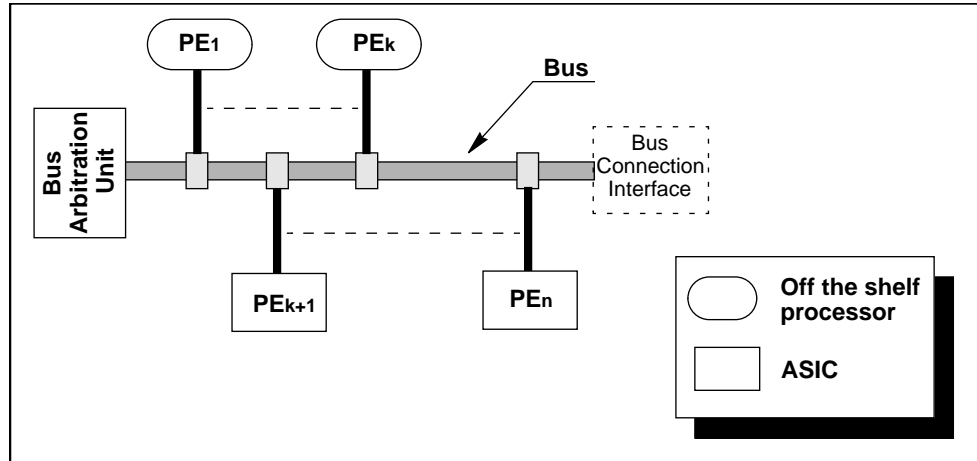 PE1
PEk
Bus
Bus
Arbitration
Unit
Bus
Connection
Interface
PEk+1
PEn
Off the shelf
processor
ASIC